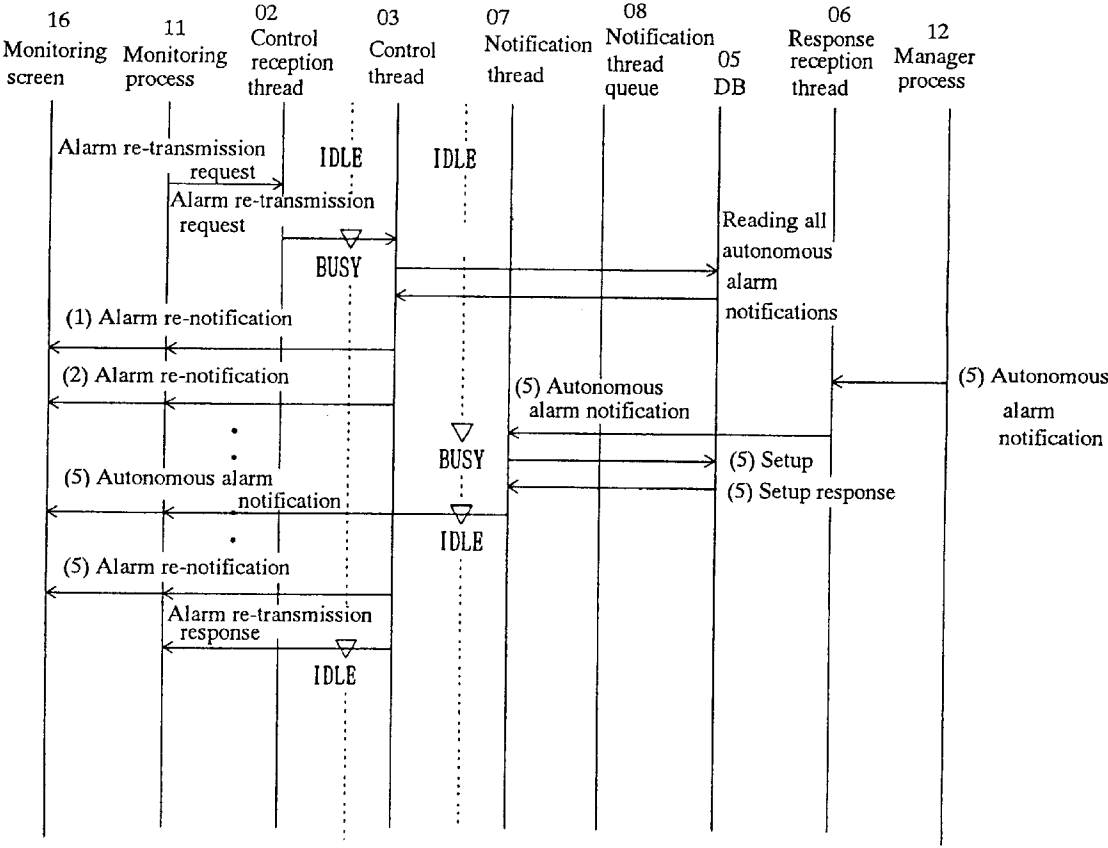 16
Monitoring
screen
11
Monitoring
process
02
Control
reception
thread
03
Control
thread
07
Notification
thread
08
Notification
thread
queue
05
DB
06
Response
reception
thread
12
Manager
process
Alarm re-transmission
request
IDLE
IDLE
Alarm re-transmission
request
BUSY
Reading all
autonomous
alarm
notifications
(1) Alarm re-notification
(2) Alarm re-notification
(5) Autonomous
alarm
notification
(5) Autonomous
alarm notification
BUSY
(5) Setup
(5) Setup response
(5) Autonomous alarm
notification
IDLE
(5) Alarm re-notification
Alarm re-transmission
response
IDLE